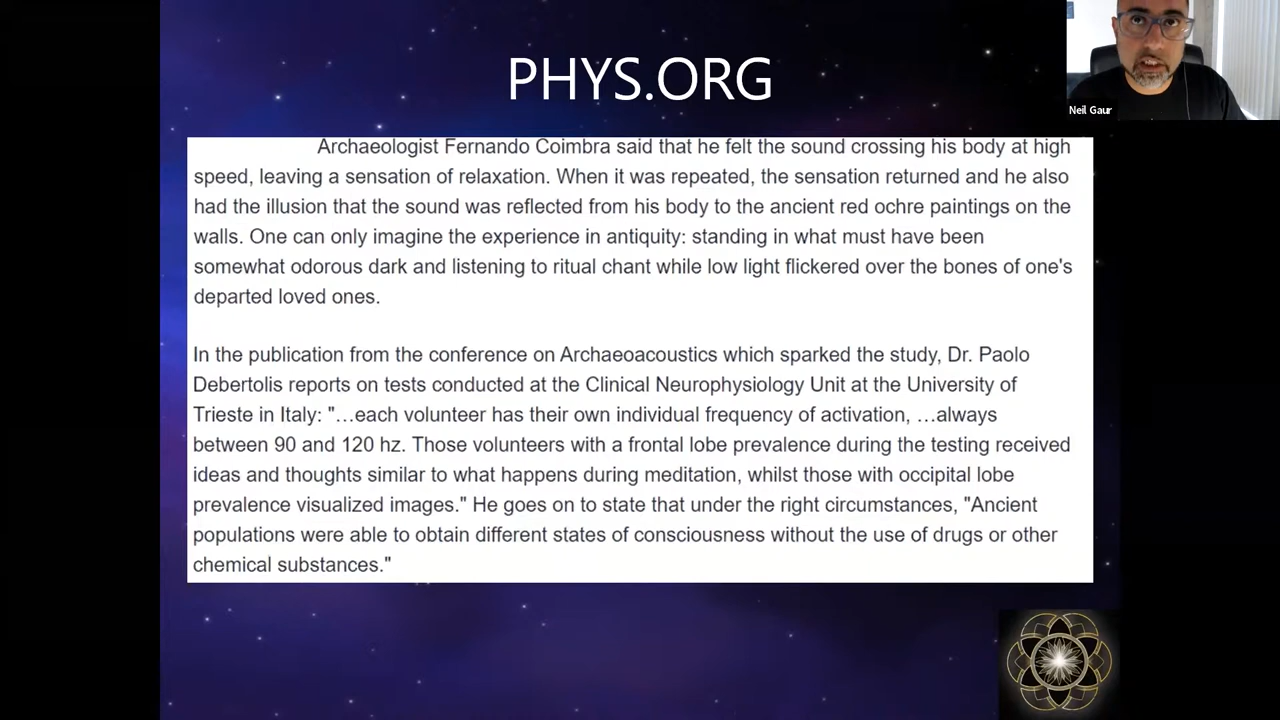 PHYS.ORG
Neil Gaur
Archaeologist Fernando Coimbra said that he felt the sound crossing his body at high
speed, leaving a sensation of relaxation. When it was repeated, the sensation returned and he also
had the illusion that the sound was reflected from his body to the ancient red ochre paintings on the
walls. One can only imagine the experience in antiquity: standing in what must have been
somewhat odorous dark and listening to ritual chant while low light flickered over the bones of one's
departed loved ones.
In the publication from the conference on Archaeoacoustics which sparked the study, Dr. Paolo
Debertolis reports on tests conducted at the Clinical Neurophysiology Unit at the University of
Trieste in Italy: "…each volunteer has their own individual frequency of activation, …always
between 90 and 120 hz. Those volunteers with a frontal lobe prevalence during the testing received
ideas and thoughts similar to what happens during meditation, whilst those with occipital lobe
prevalence visualized images." He goes on to state that under the right circumstances, "Ancient
populations were able to obtain different states of consciousness without the use of drugs or other
chemical substances."